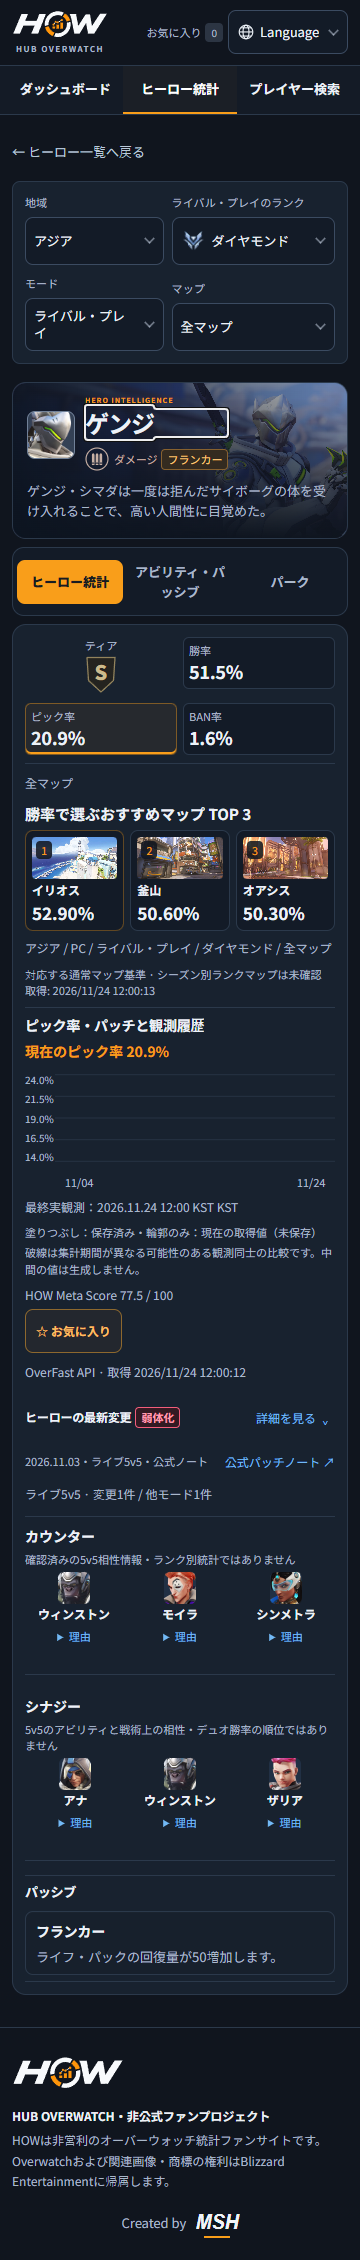 HOW
HUB OVERWATCH
お気に入り 0
Language
ダッシュボード ヒーロー統計 プレイヤー検索
← ヒーロー一覧へ戻る
地域 ライバル・プレイのランク
アジア ダイヤモンド
モード マップ
ライバル・プレ
イ
全マップ
HERO INTELLIGENCE
ゲンジ
ダメージ フランカー
ゲンジ・シマダは一度は拒んだサイボーグの体を受
け入れることで、高い人間性に目覚めた。
ヒーロー統計 アビリティ・パ
ッシブ パーク
ティア
S
勝率
51.5%
ピック率
20.9%
BAN率
1.6%
全マップ
勝率で選ぶおすすめマップ TOP 3
1 2 3
イリオス 釜山 オアシス
52.90% 50.60% 50.30%
アジア / PC / ライバル・プレイ / ダイヤモンド / 全マップ
対応する通常マップ基準 · シーズン別ランクマップは未確認
取得: 2026/11/24 12:00:13
ピック率・パッチと観測履歴
現在のピック率 20.9%
24.0%
21.5%
19.0%
16.5%
14.0%
11/04 11/24
最終実観測：2026.11.24 12:00 KST KST
塗りつぶし：保存済み・輪郭のみ：現在の取得値（未保存）
破線は集計期間が異なる可能性のある観測同士の比較です。中
間の値は生成しません。
HOW Meta Score 77.5 / 100
☆ お気に入り
OverFast API · 取得 2026/11/24 12:00:12
ヒーローの最新変更 弱体化 詳細を見る ⌄
2026.11.03・ライブ5v5・公式ノート 公式パッチノート ↗
ライブ5v5 · 変更1件 / 他モード1件
カウンター
確認済みの5v5相性情報・ランク別統計ではありません
ウィンストン モイラ シンメトラ
▶ 理由 ▶ 理由 ▶ 理由
シナジー
5v5のアビリティと戦術上の相性・デュオ勝率の順位ではあり
ません
アナ ウィンストン ザリア
▶ 理由 ▶ 理由 ▶ 理由
パッシブ
フランカー
ライフ・パックの回復量が50増加します。
HOW
HUB OVERWATCH・非公式ファンプロジェクト
HOWは非営利のオーバーウォッチ統計ファンサイトです。
Overwatchおよび関連画像・商標の権利はBlizzard
Entertainmentに帰属します。
Created by MSH